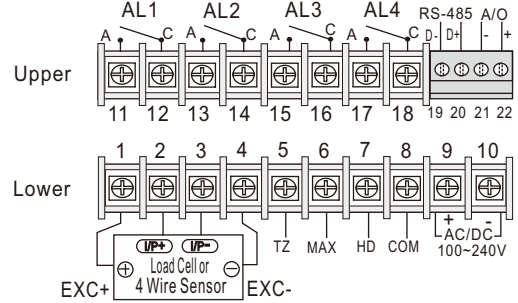 AL1 AL2 AL3 AL4 RS-485 A/O
A C A C A C A C D- D+ - +
Upper
11 12 13 14 15 16 17 18 19 20 21 22
1 2 3 4 5 6 7 8 9 10
Lower
I/P+ I/P- TZ MAX HD COM + -
AC/DC
100~240V
Load Cell or
4 Wire Sensor
EXC+ EXC-